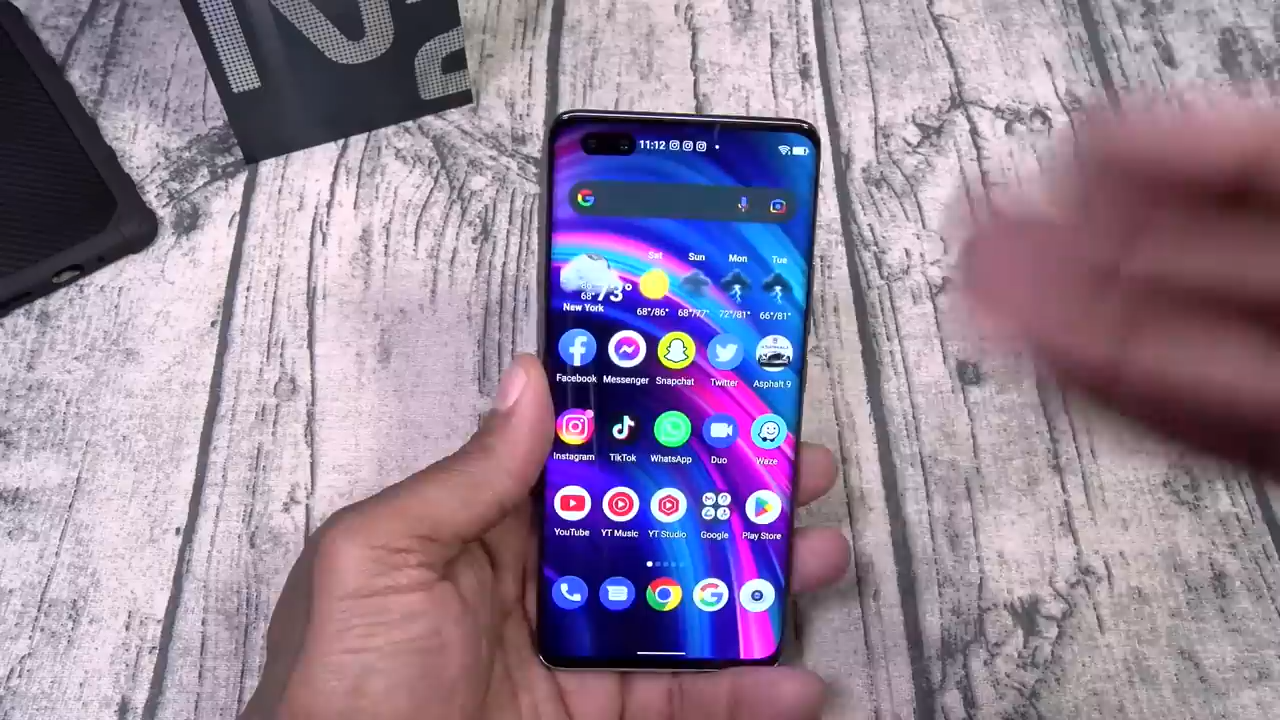 11:12
Sat Sun Mon Tue
68° 73°
New York
68°/86° 68°/77° 72°/81° 66°/81°
Facebook Messenger Snapchat Twitter Asphalt 9
Instagram TikTok WhatsApp Duo Waze
YouTube YT Music YT Studio Google Play Store